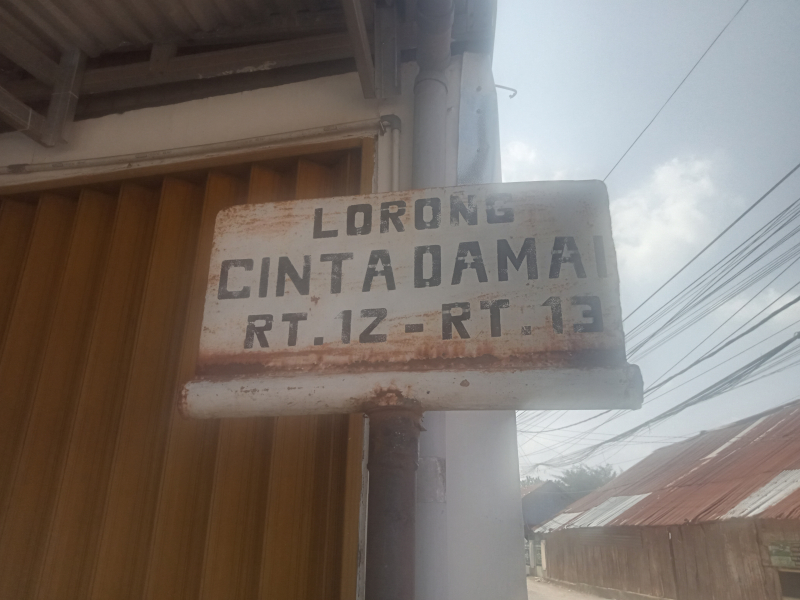 LORONG
CINTA DAMAI
RT. 12 - RT. 13